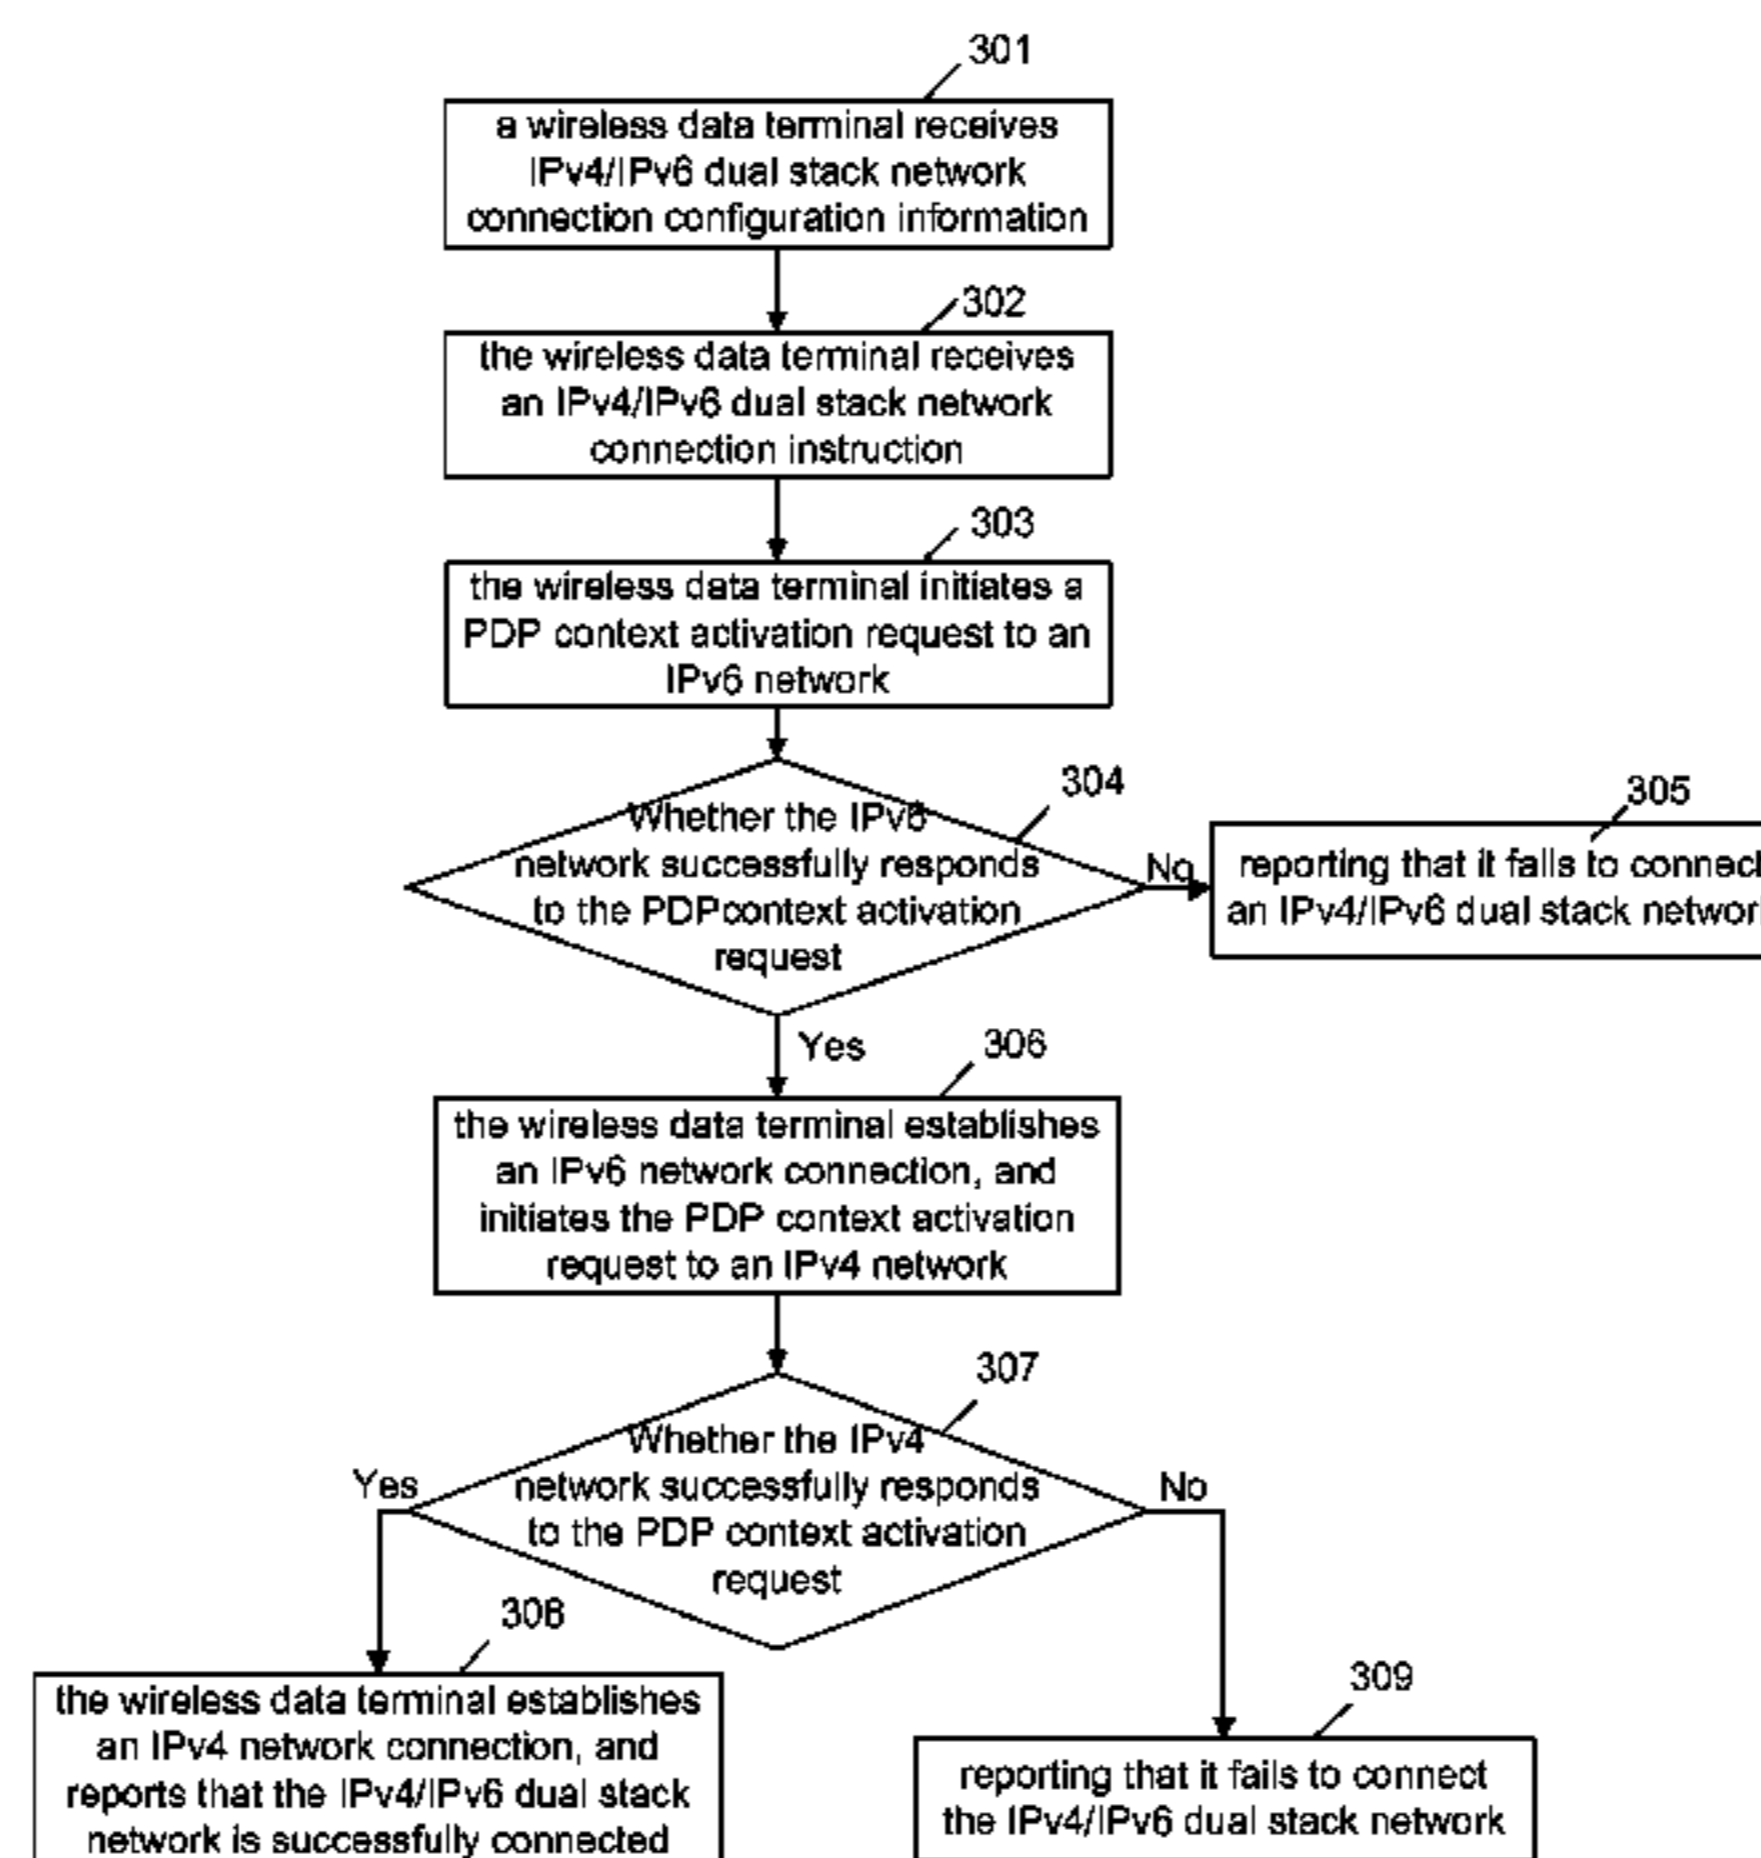 301
a wireless data terminal receives
IPv4/IPv6 dual stack network
connection configuration information
302
the wireless data terminal receives
an IPv4/IPv6 dual stack network
connection instruction
303
the wireless data terminal initiates a
PDP context activation request to an
IPv6 network
304
Whether the IPv6
network successfully responds
to the PDPcontext activation
request
No
305
reporting that it fails to connect
an IPv4/IPv6 dual stack network
Yes
306
the wireless data terminal establishes
an IPv6 network connection, and
initiates the PDP context activation
request to an IPv4 network
307
Whether the IPv4
network successfully responds
to the PDP context activation
request
Yes
No
308
the wireless data terminal establishes
an IPv4 network connection, and
reports that the IPv4/IPv6 dual stack
network is successfully connected
309
reporting that it fails to connect
the IPv4/IPv6 dual stack network